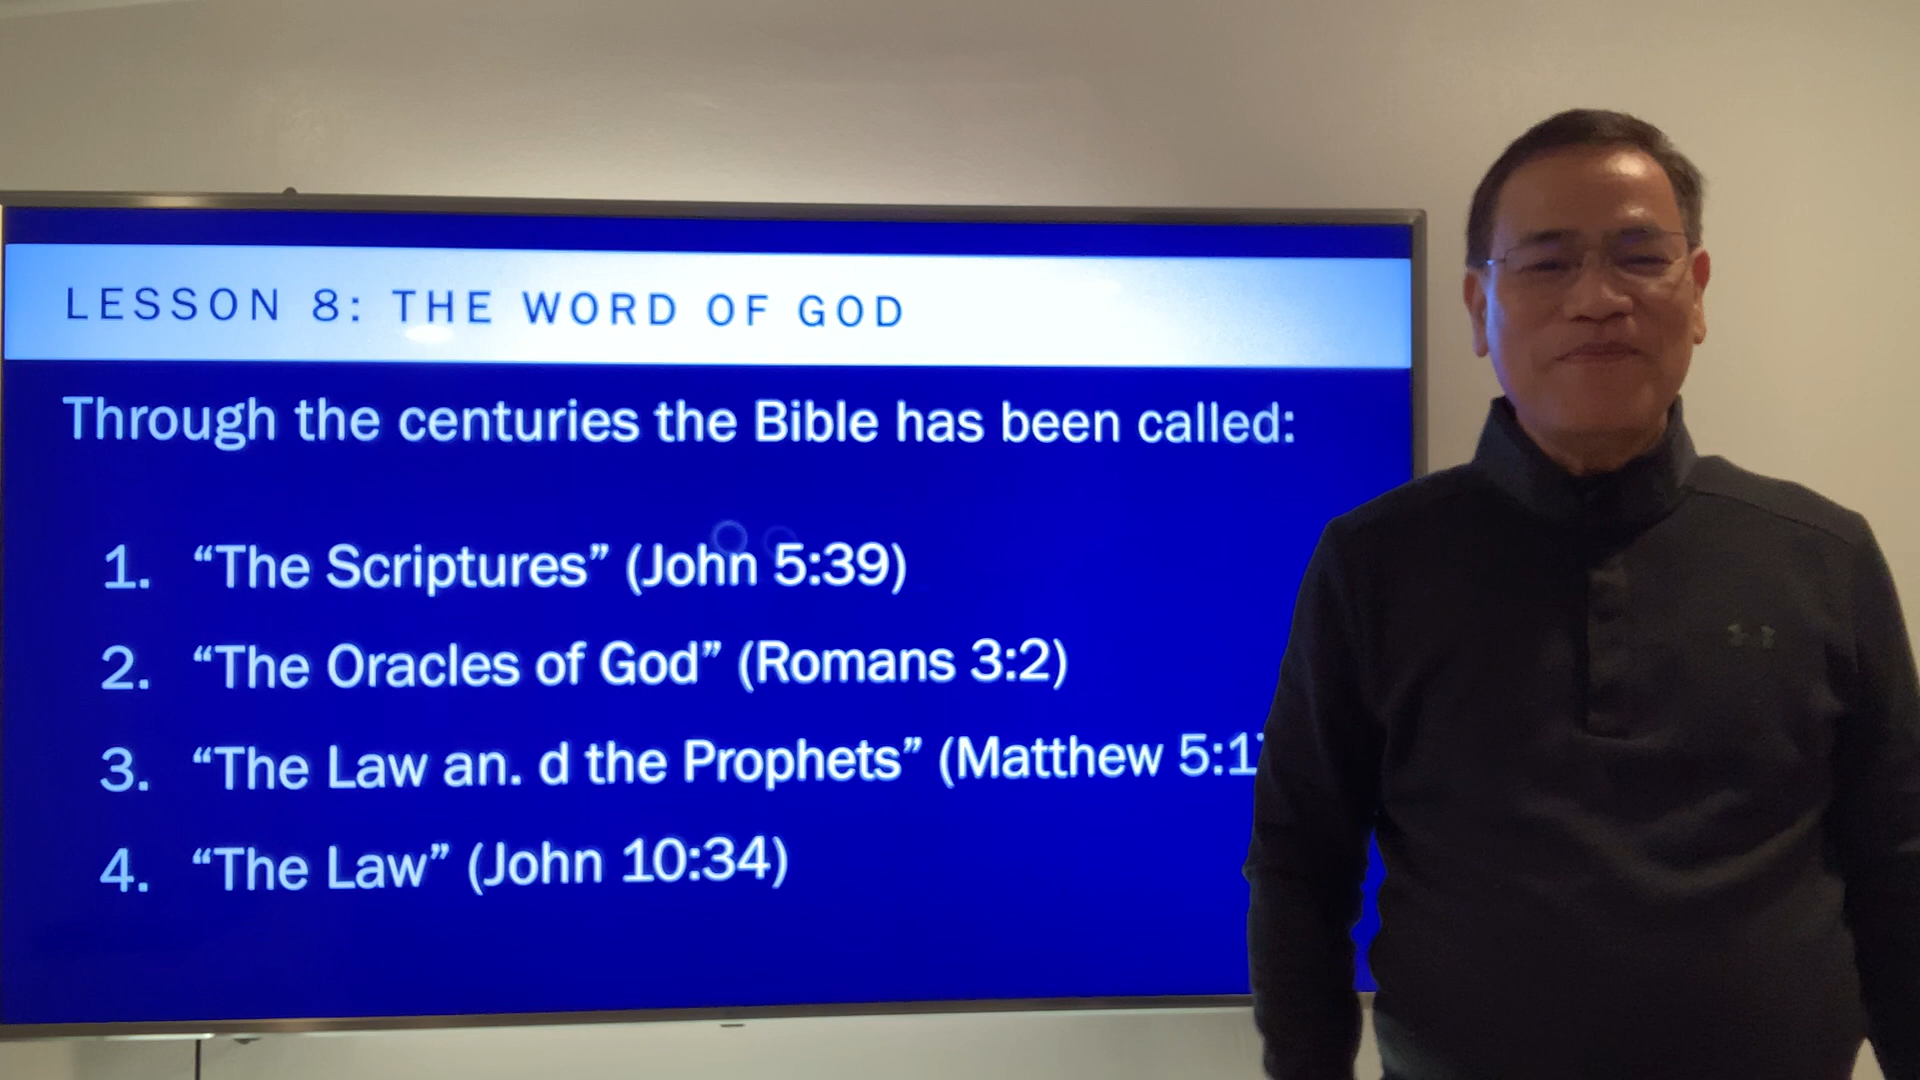 LESSON 8: THE WORD OF GOD
Through the centuries the Bible has been called:
1. “The Scriptures” (John 5:39)
2. “The Oracles of God” (Romans 3:2)
3. “The Law an. d the Prophets” (Matthew
4. “The Law” (John 10:34)